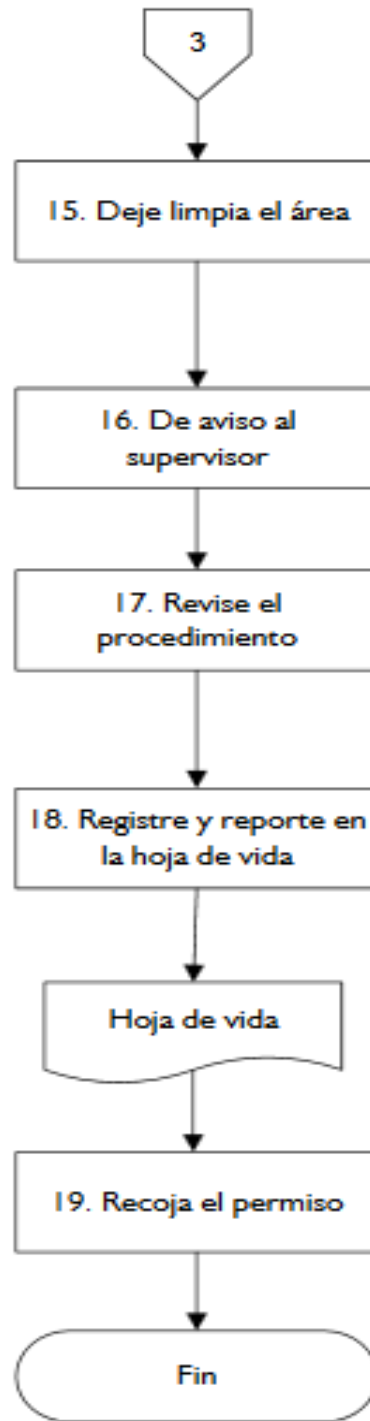 3
15. Deje limpia el área
16. De aviso al
supervisor
17. Revise el
procedimiento
18. Registre y reporte en
la hoja de vida
Hoja de vida
19. Recoja el permiso
Fin